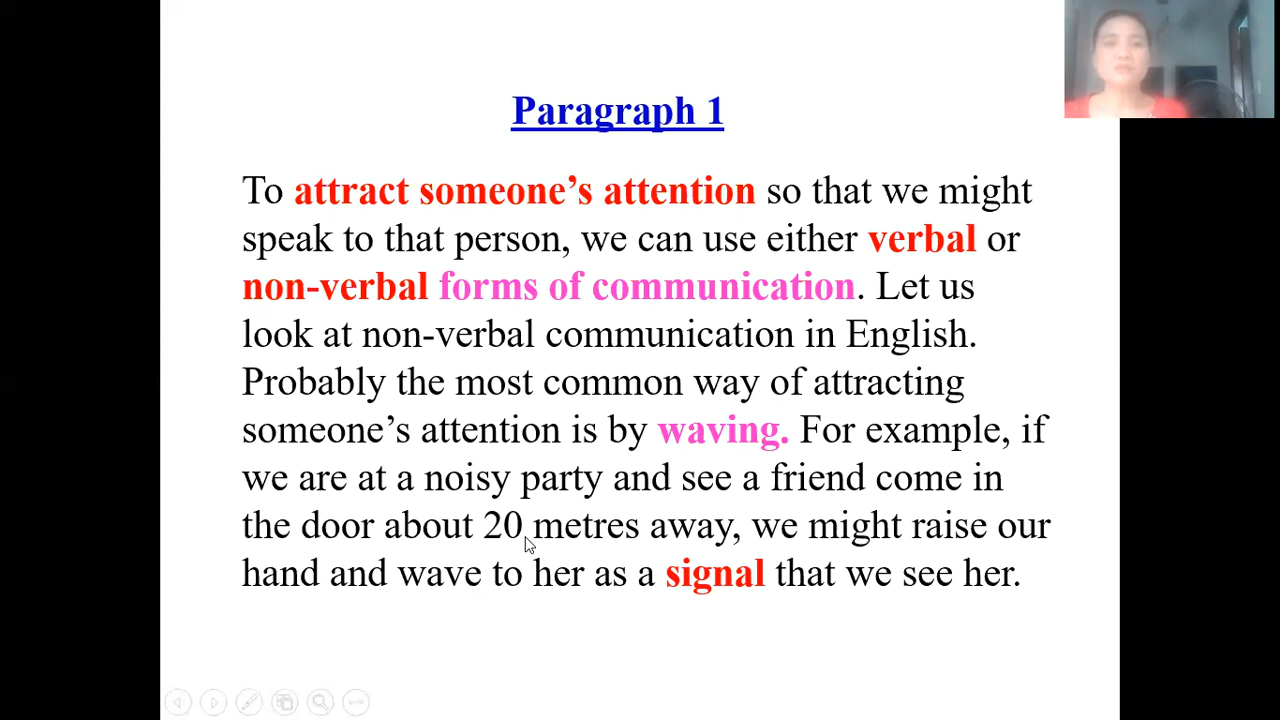 Paragraph 1
To attract someone’s attention so that we might
speak to that person, we can use either verbal or
non-verbal forms of communication. Let us
look at non-verbal communication in English.
Probably the most common way of attracting
someone’s attention is by waving. For example, if
we are at a noisy party and see a friend come in
the door about 20 metres away, we might raise our
hand and wave to her as a signal that we see her.